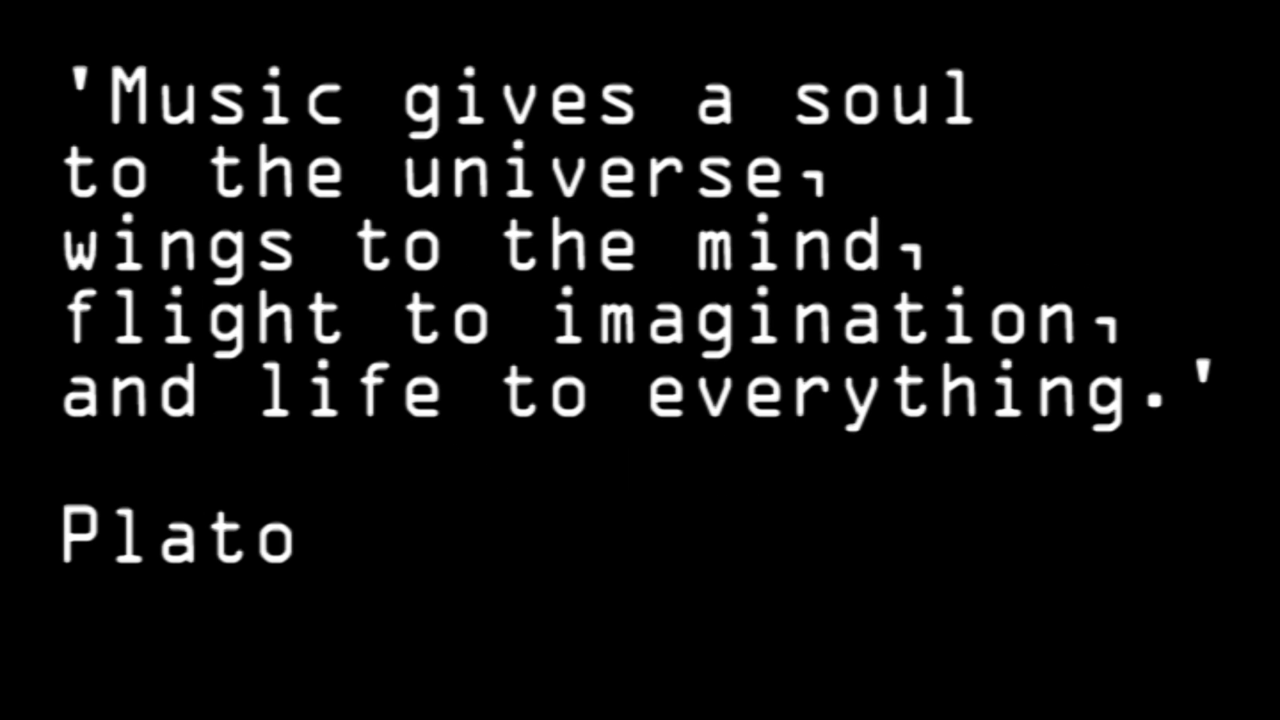 'Music gives a soul
to the universe,
wings to the mind,
flight to imagination,
and life to everything.'
Plato